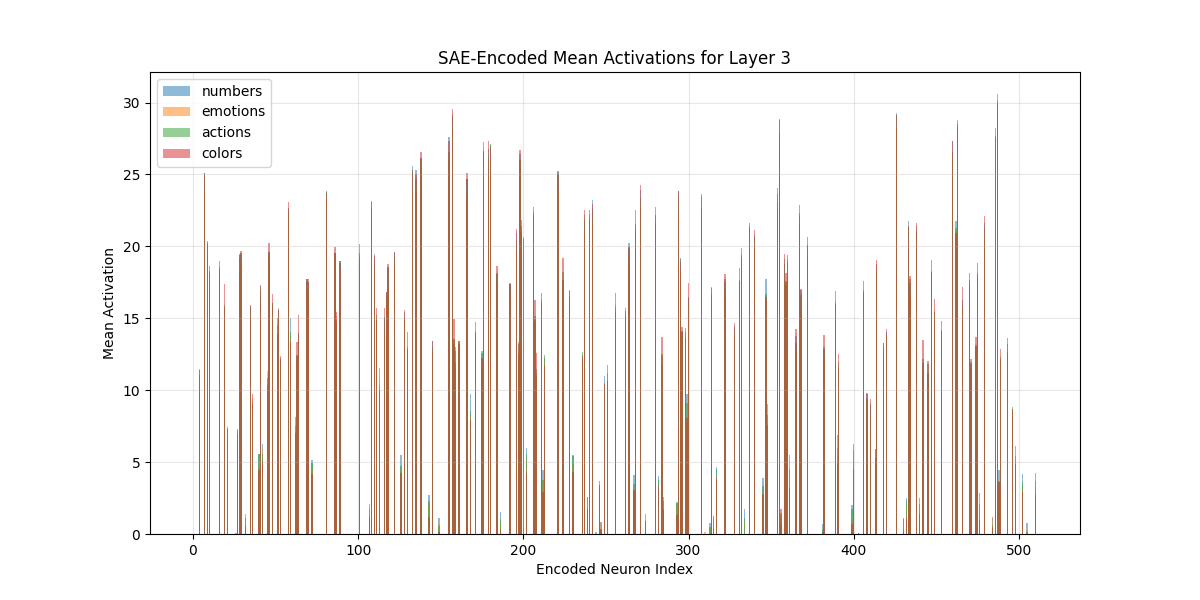 SAE-Encoded Mean Activations for Layer 3
numbers
emotions
actions
colors
Mean Activation
30
25
20
15
10
5
0
0 100 200 300 400 500
Encoded Neuron Index